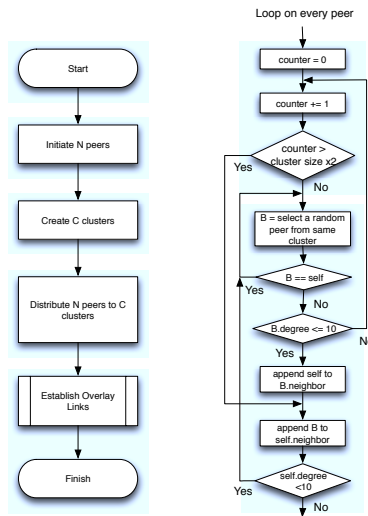 Start
Initiate N peers
Create C clusters
Distribute N peers to C
clusters
Establish Overlay
Links
Finish
Loop on every peer
counter = 0
counter += 1
counter >
cluster size x2
Yes
No
B = select a random
peer from same
cluster
B == self
Yes
No
B.degree <= 10
N
Yes
append self to
B.neighbor
append B to
self.neighbor
self.degree
<10
Yes
No